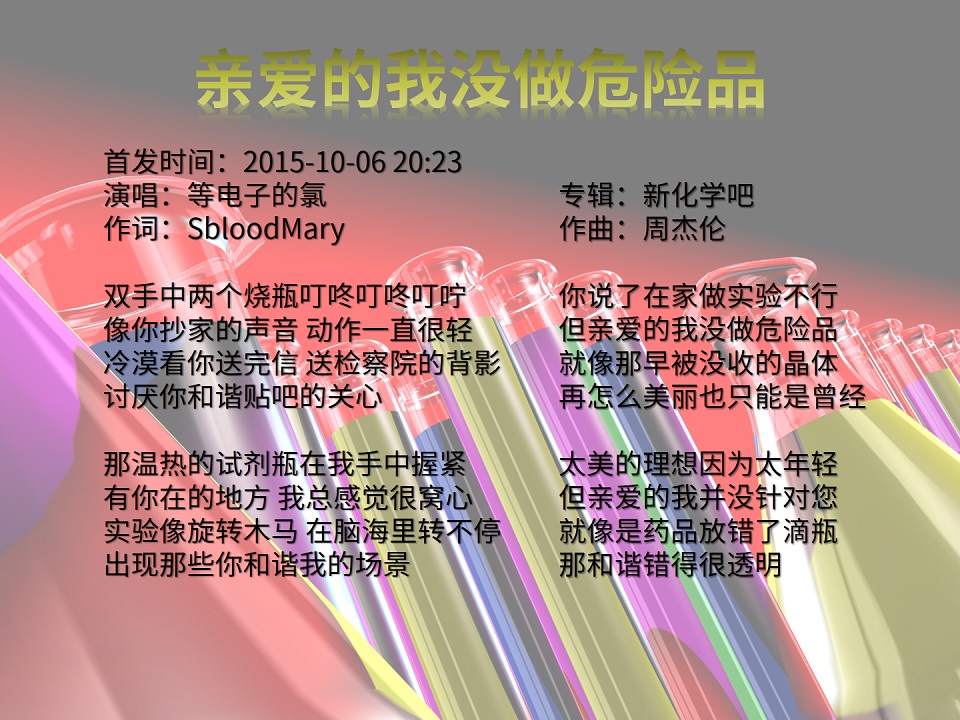 亲爱的我没做危险品
首发时间：2015-10-06 20:23
演唱：等电子的氯
专辑：新化学吧
作词：SbloodMary
作曲：周杰伦
双手中两个烧瓶叮咚叮咚叮咛
像你抄家的声音 动作一直很轻
冷漠看你送完信 送检察院的背影
讨厌你和谐贴吧的关心
那温热的试剂瓶在我手中握紧
有你在的地方 我总感觉很窝心
实验像旋转木马 在脑海里转不停
出现那些你和谐我的场景
你说了在家做实验不行
但亲爱的我没做危险品
就像那早被没收的晶体
再怎么美丽也只能是曾经
太美的理想因为太年轻
但亲爱的我并没针对您
就像是药品放错了滴瓶
那和谐错得很透明